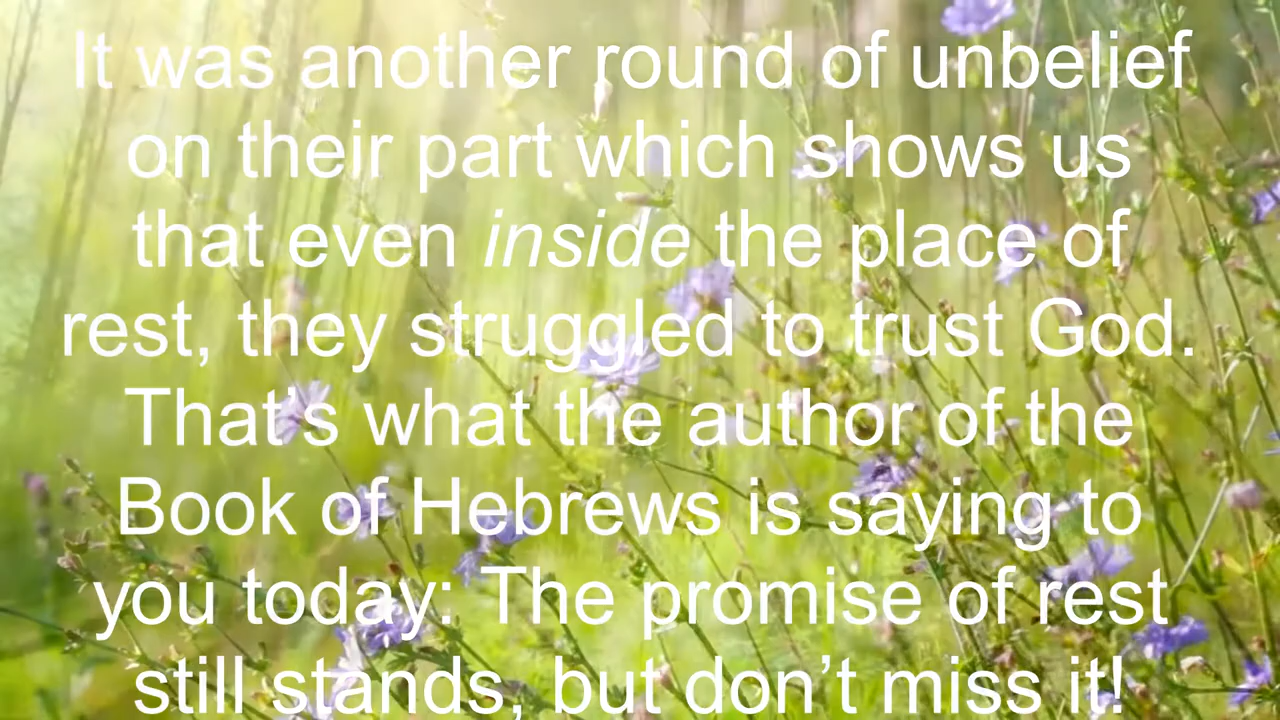 It was another round of unbelief
on their part which shows us
that even inside the place of
rest, they struggled to trust God.
That’s what the author of the
Book of Hebrews is saying to
you today: The promise of rest
still stands, but don’t miss it!